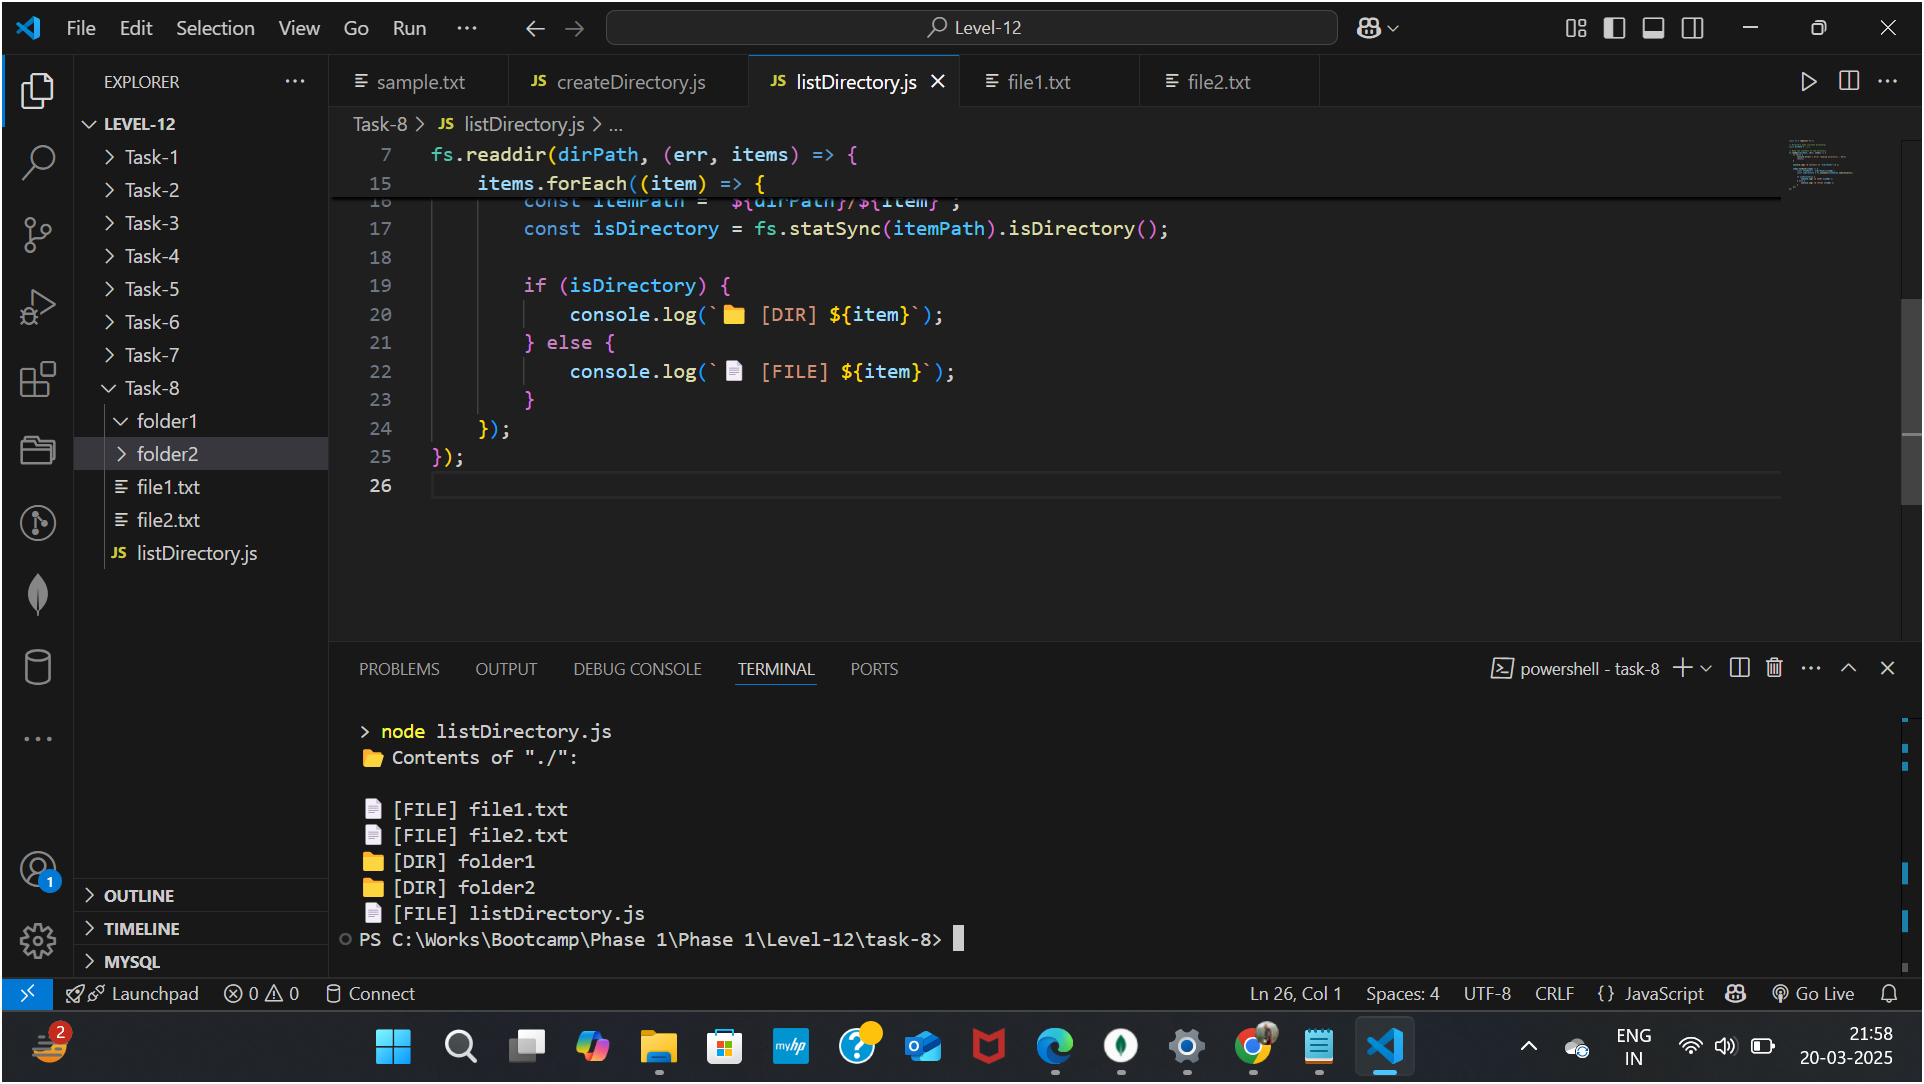 File Edit Selection View Go Run ··· Level-12
EXPLORER
LEVEL-12
Task-1
Task-2
Task-3
Task-4
Task-5
Task-6
Task-7
Task-8
folder1
folder2
file1.txt
file2.txt
JS listDirectory.js
OUTLINE
TIMELINE
MYSQL
1
sample.txt JS createDirectory.js JS listDirectory.js file1.txt file2.txt
Task-8 > JS listDirectory.js > ...
7 fs.readdir(dirPath, (err, items) => {
15 items.forEach((item) => {
16 const itemPath = `${dirPath}/${item}`;
17 const isDirectory = fs.statSync(itemPath).isDirectory();
18
19 if (isDirectory) {
20 console.log(`📁 [DIR] ${item}`);
21 } else {
22 console.log(`📄 [FILE] ${item}`);
23 }
24 });
25 });
26
PROBLEMS OUTPUT DEBUG CONSOLE TERMINAL PORTS powershell - task-8
> node listDirectory.js
📂 Contents of "./":
📄 [FILE] file1.txt
📄 [FILE] file2.txt
📁 [DIR] folder1
📁 [DIR] folder2
📄 [FILE] listDirectory.js
PS C:\Works\Bootcamp\Phase 1\Phase 1\Level-12\task-8>
Launchpad 0 0 Connect Ln 26, Col 1 Spaces: 4 UTF-8 CRLF {} JavaScript Go Live
2 myhp ENG 21:58
IN 20-03-2025